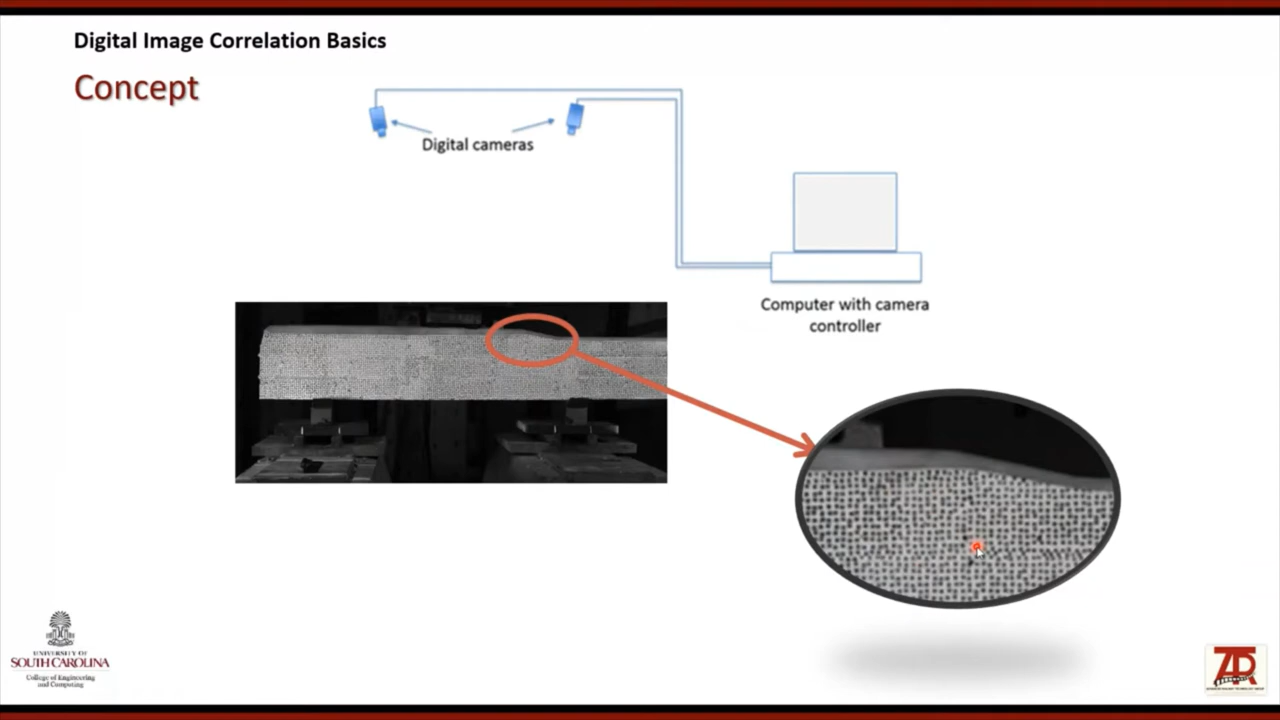 Digital Image Correlation Basics
Concept
Digital cameras
Computer with camera
controller
UNIVERSITY OF
SOUTH CAROLINA
College of Engineering
and Computing